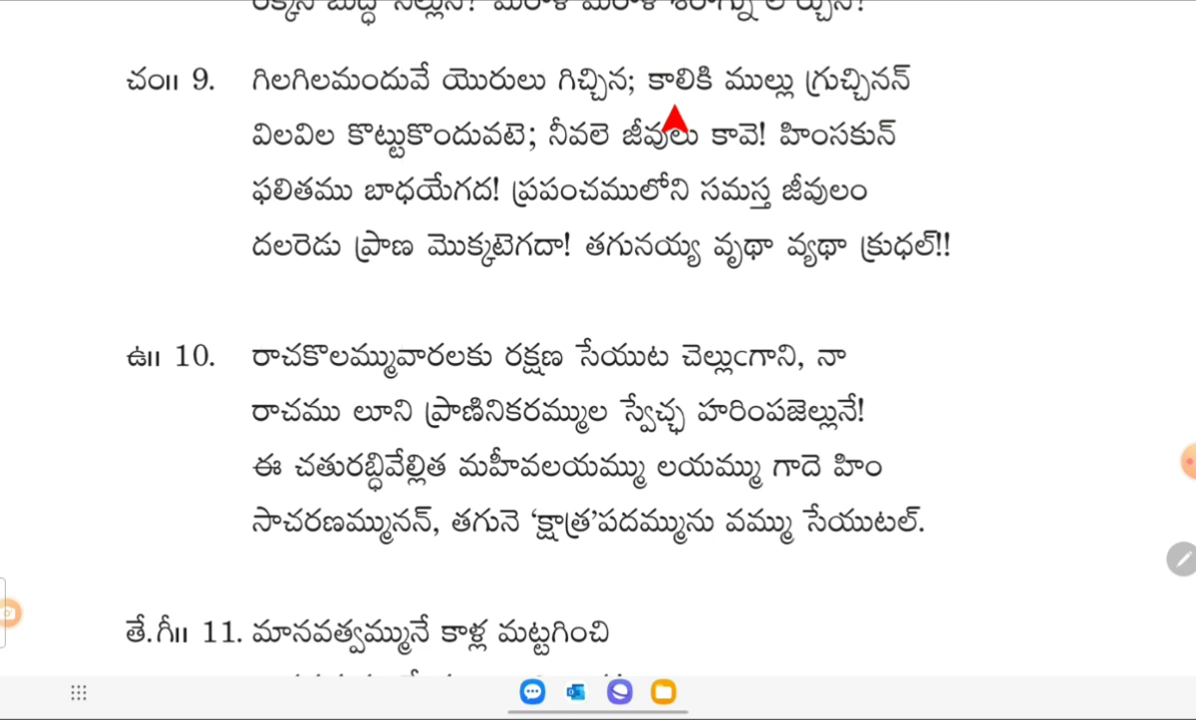 చం॥ 9. గిలగిలమందువే యొరులు గిచ్చిన; కాలికి ముల్లు గ్రుచ్చినన్
విలవిల కొట్టుకొందువటె; నీవలె జీవులు కావె! హింసకున్
ఫలితము బాధయేగద! ప్రపంచములోని సమస్త జీవులం
దలరెడు ప్రాణ మొక్కటెగదా! తగునయ్య వృథా వ్యథా క్రుధల్!!
ఉ॥ 10. రాచకొలమ్మువారలకు రక్షణ సేయుట చెల్లుఁగాని, నా
రాచము లూని ప్రాణినికరమ్ముల స్వేచ్ఛ హరింపజెల్లునే!
ఈ చతురబ్ధివేల్లిత మహీవలయమ్ము లయమ్ము గాదె హిం
సాచరణమ్మునన్, తగునె ‘క్షాత్ర’పదమ్మును వమ్ము సేయుటల్.
తే.గీ॥ 11. మానవత్వమ్మునే కాళ్ల మట్టగించి